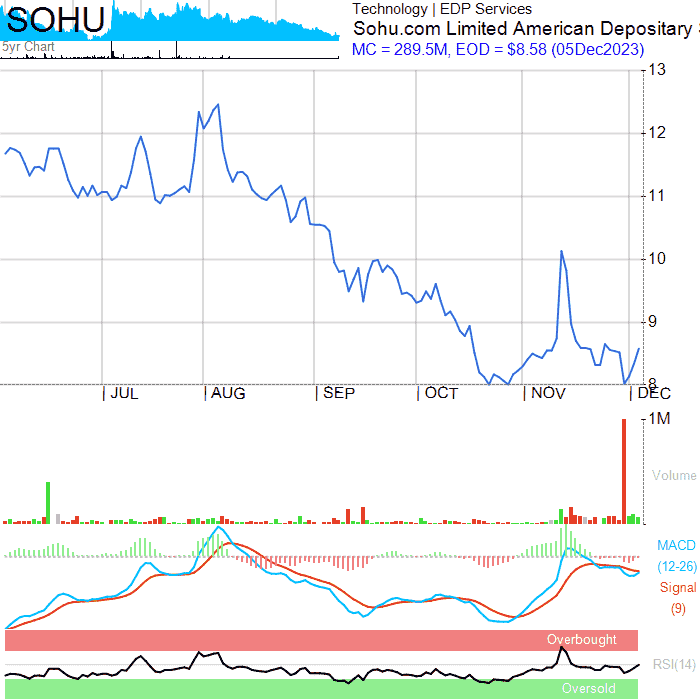 SOHU
5yr Chart
Technology | EDP Services
Sohu.com Limited American Depositary
MC = 289.5M, EOD = $8.58 (05Dec2023)
13
12
11
10
9
8
JUL AUG SEP OCT NOV DEC
1M
Volume
MACD
(12-26)
Signal
(9)
Overbought
RSI(14)
Oversold